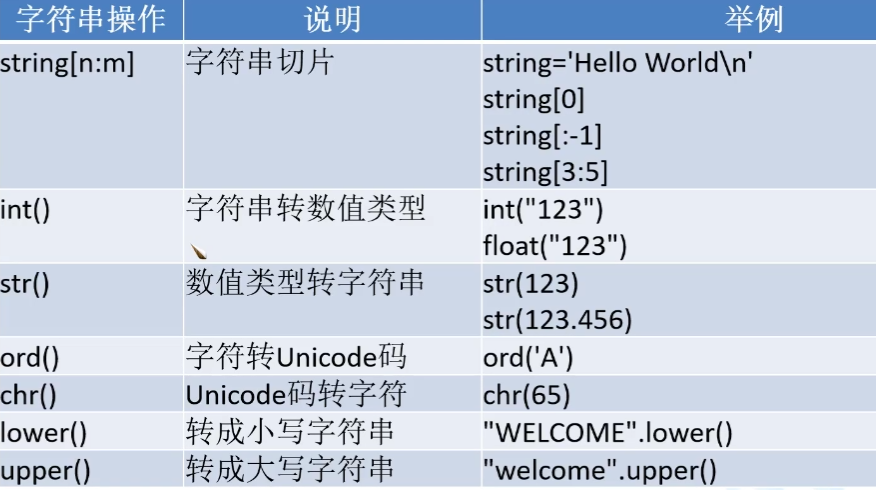 字符串操作 说明 举例
string[n:m] 字符串切片 string='Hello World\n'
string[0]
string[:-1]
string[3:5]
int() 字符串转数值类型 int("123")
float("123")
str() 数值类型转字符串 str(123)
str(123.456)
ord() 字符转Unicode码 ord('A')
chr() Unicode码转字符 chr(65)
lower() 转成小写字符串 "WELCOME".lower()
upper() 转成大写字符串 "welcome".upper()